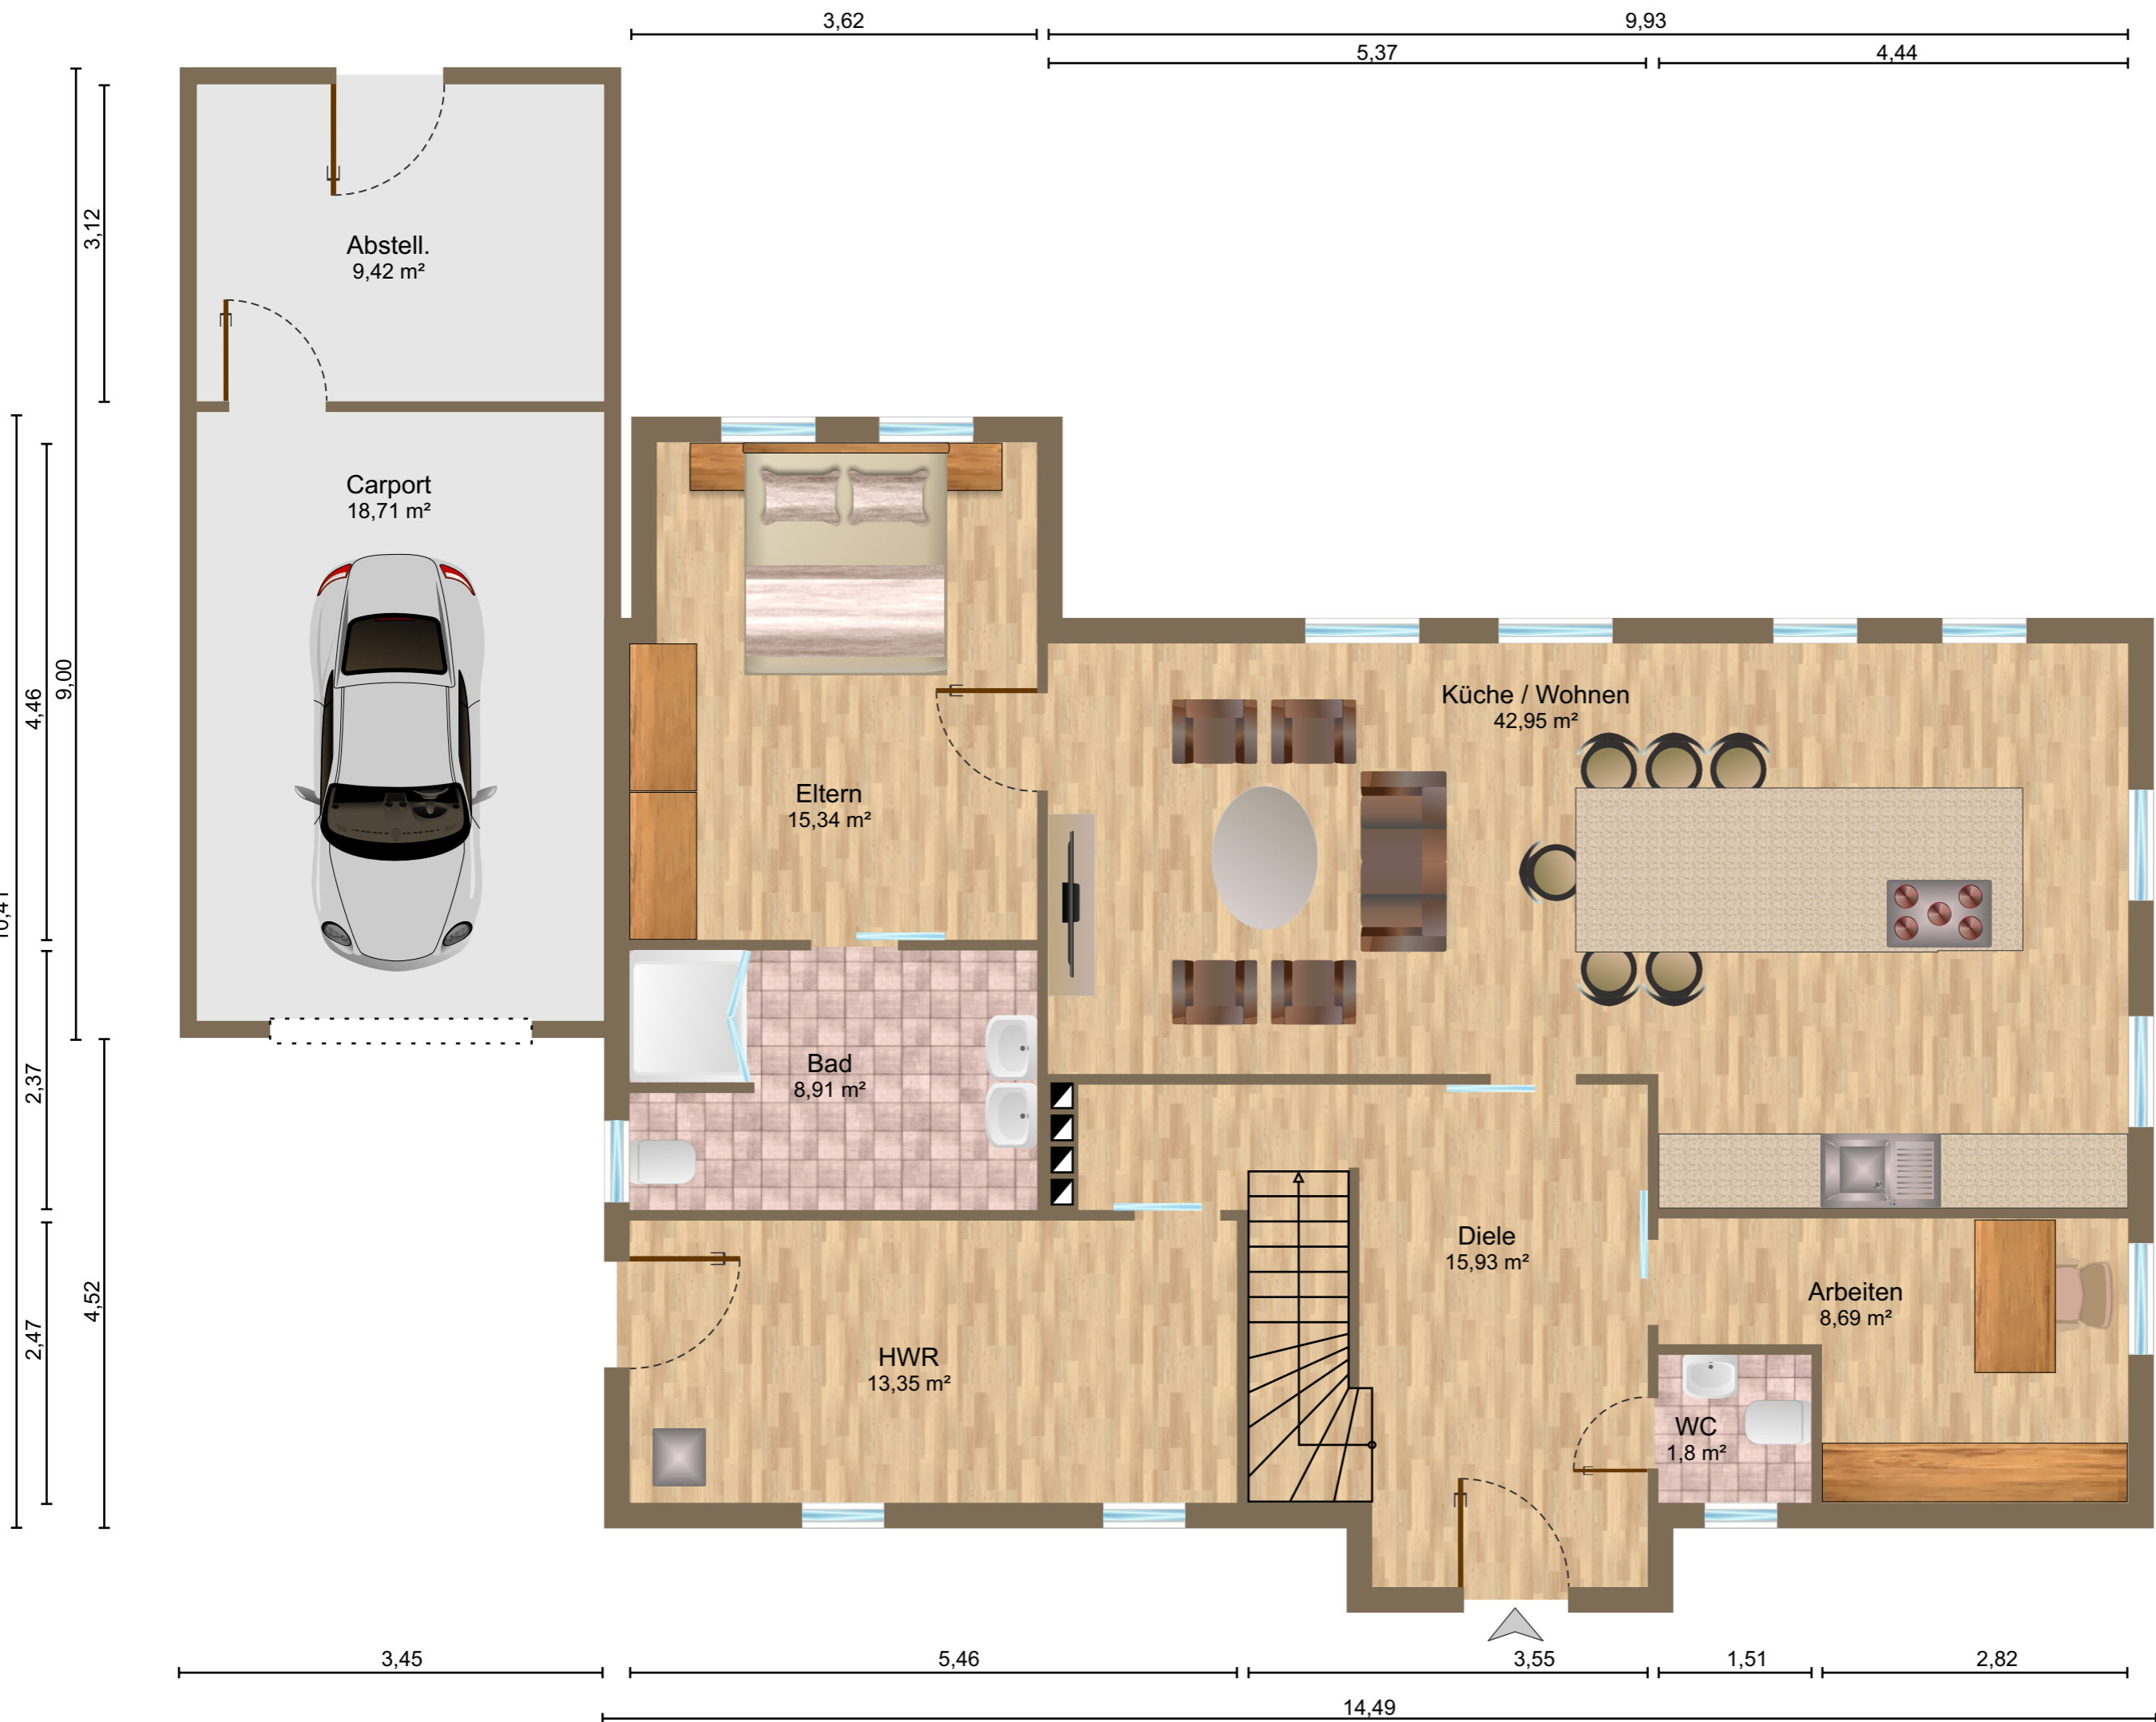 3,62
9,93
5,37
4,44
3,12
Abstell.
9,42 m²
Carport
18,71 m²
9,00
4,46
Küche / Wohnen
42,95 m²
Eltern
15,34 m²
Bad
8,91 m²
2,37
Diele
15,93 m²
Arbeiten
8,69 m²
4,52
2,47
HWR
13,35 m²
WC
1,8 m²
3,45
5,46
3,55
1,51
2,82
14,49